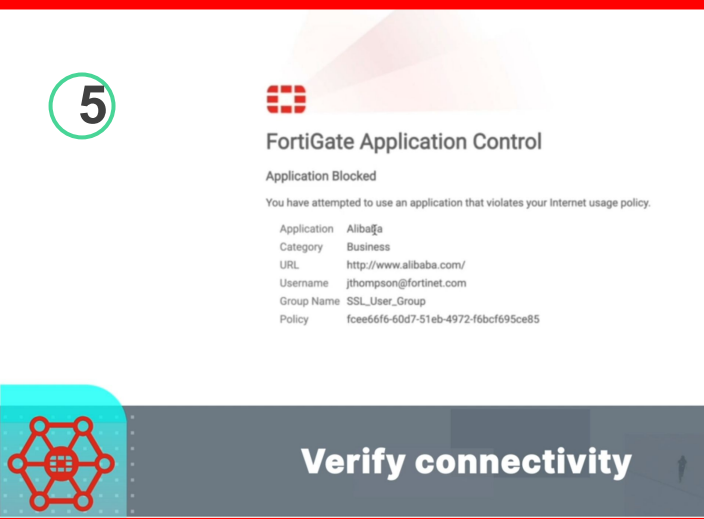 5
FortiGate Application Control
Application Blocked
You have attempted to use an application that violates your Internet usage policy.
Application Alibaba
Category Business
URL http://www.alibaba.com/
Username jthompson@fortinet.com
Group Name SSL_User_Group
Policy fcee66f6-60d7-51eb-4972-f6bcf695ce85
Verify connectivity